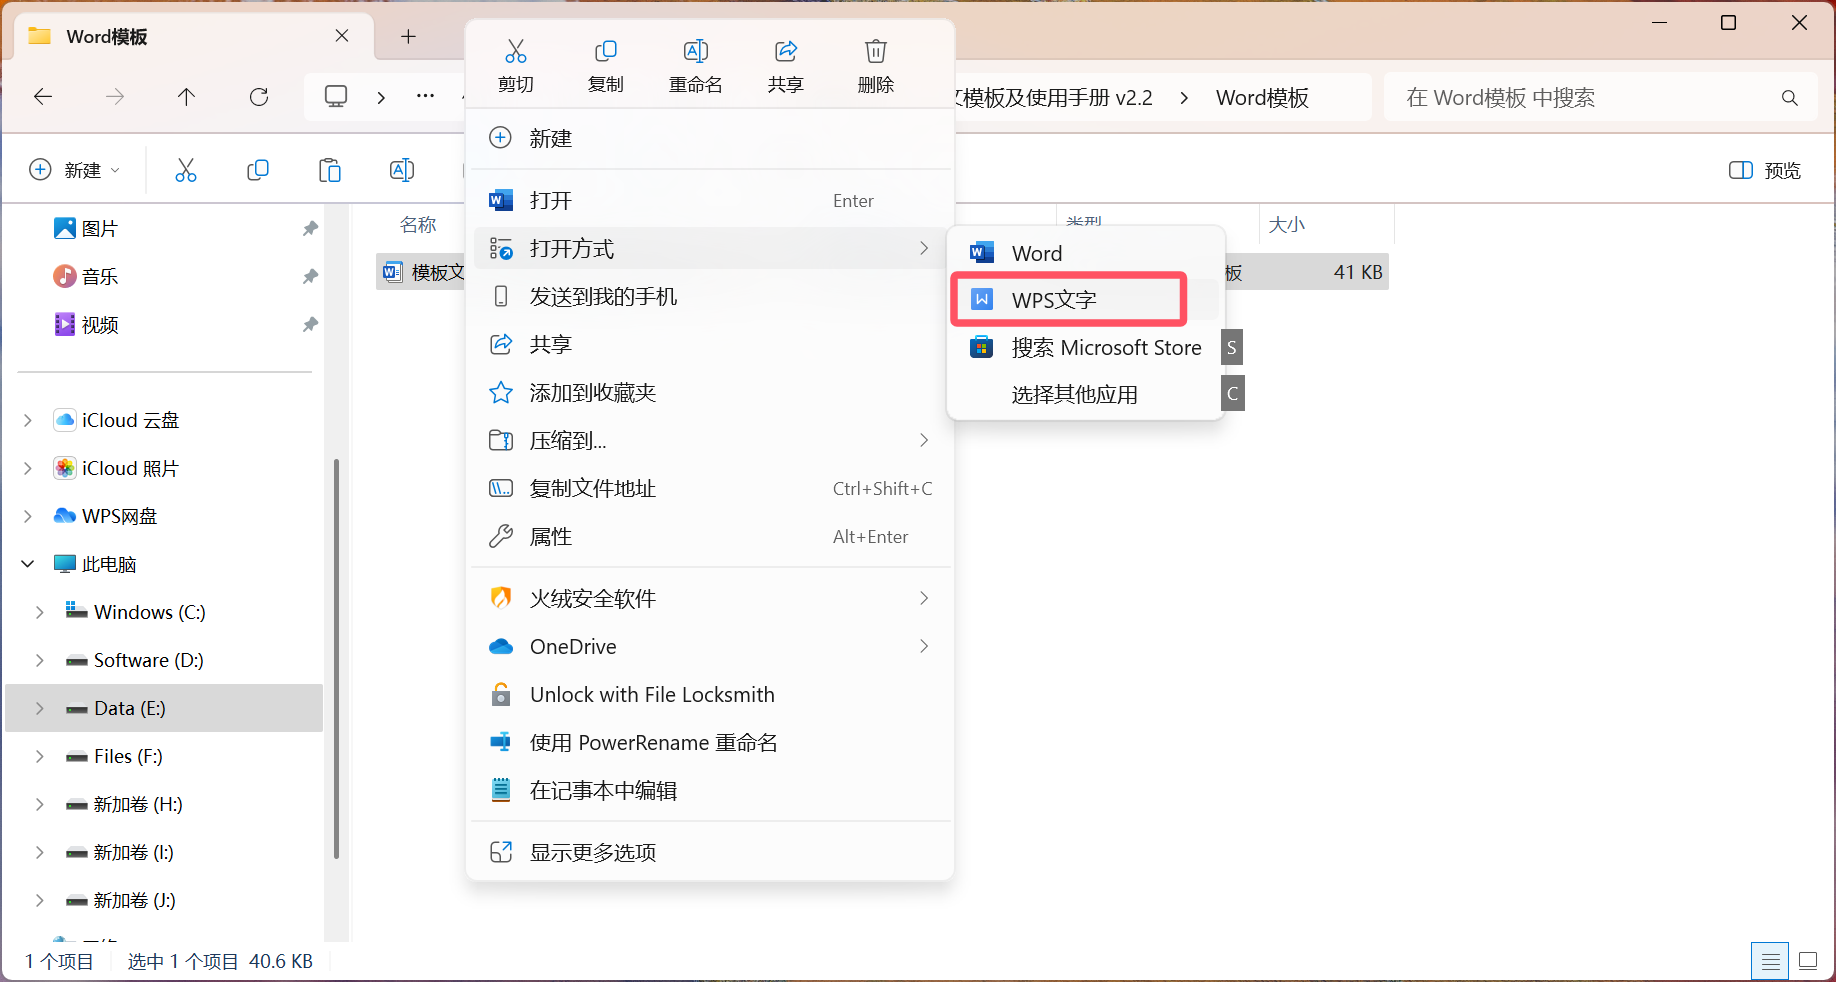 Word模板
剪切
复制
重命名
共享
删除
文模板及使用手册 v2.2 > Word模板
在 Word模板 中搜索
新建
预览
新建
打开 Enter
打开方式
发送到我的手机
共享
添加到收藏夹
压缩到...
复制文件地址 Ctrl+Shift+C
属性 Alt+Enter
火绒安全软件
OneDrive
Unlock with File Locksmith
使用 PowerRename 重命名
在记事本中编辑
显示更多选项
Word
WPS文字
搜索 Microsoft Store S
选择其他应用 C
名称
类型
大小
模板文
板
41 KB
图片
音乐
视频
iCloud 云盘
iCloud 照片
WPS网盘
此电脑
Windows (C:)
Software (D:)
Data (E:)
Files (F:)
新加卷 (H:)
新加卷 (I:)
新加卷 (J:)
1 个项目
选中 1 个项目 40.6 KB